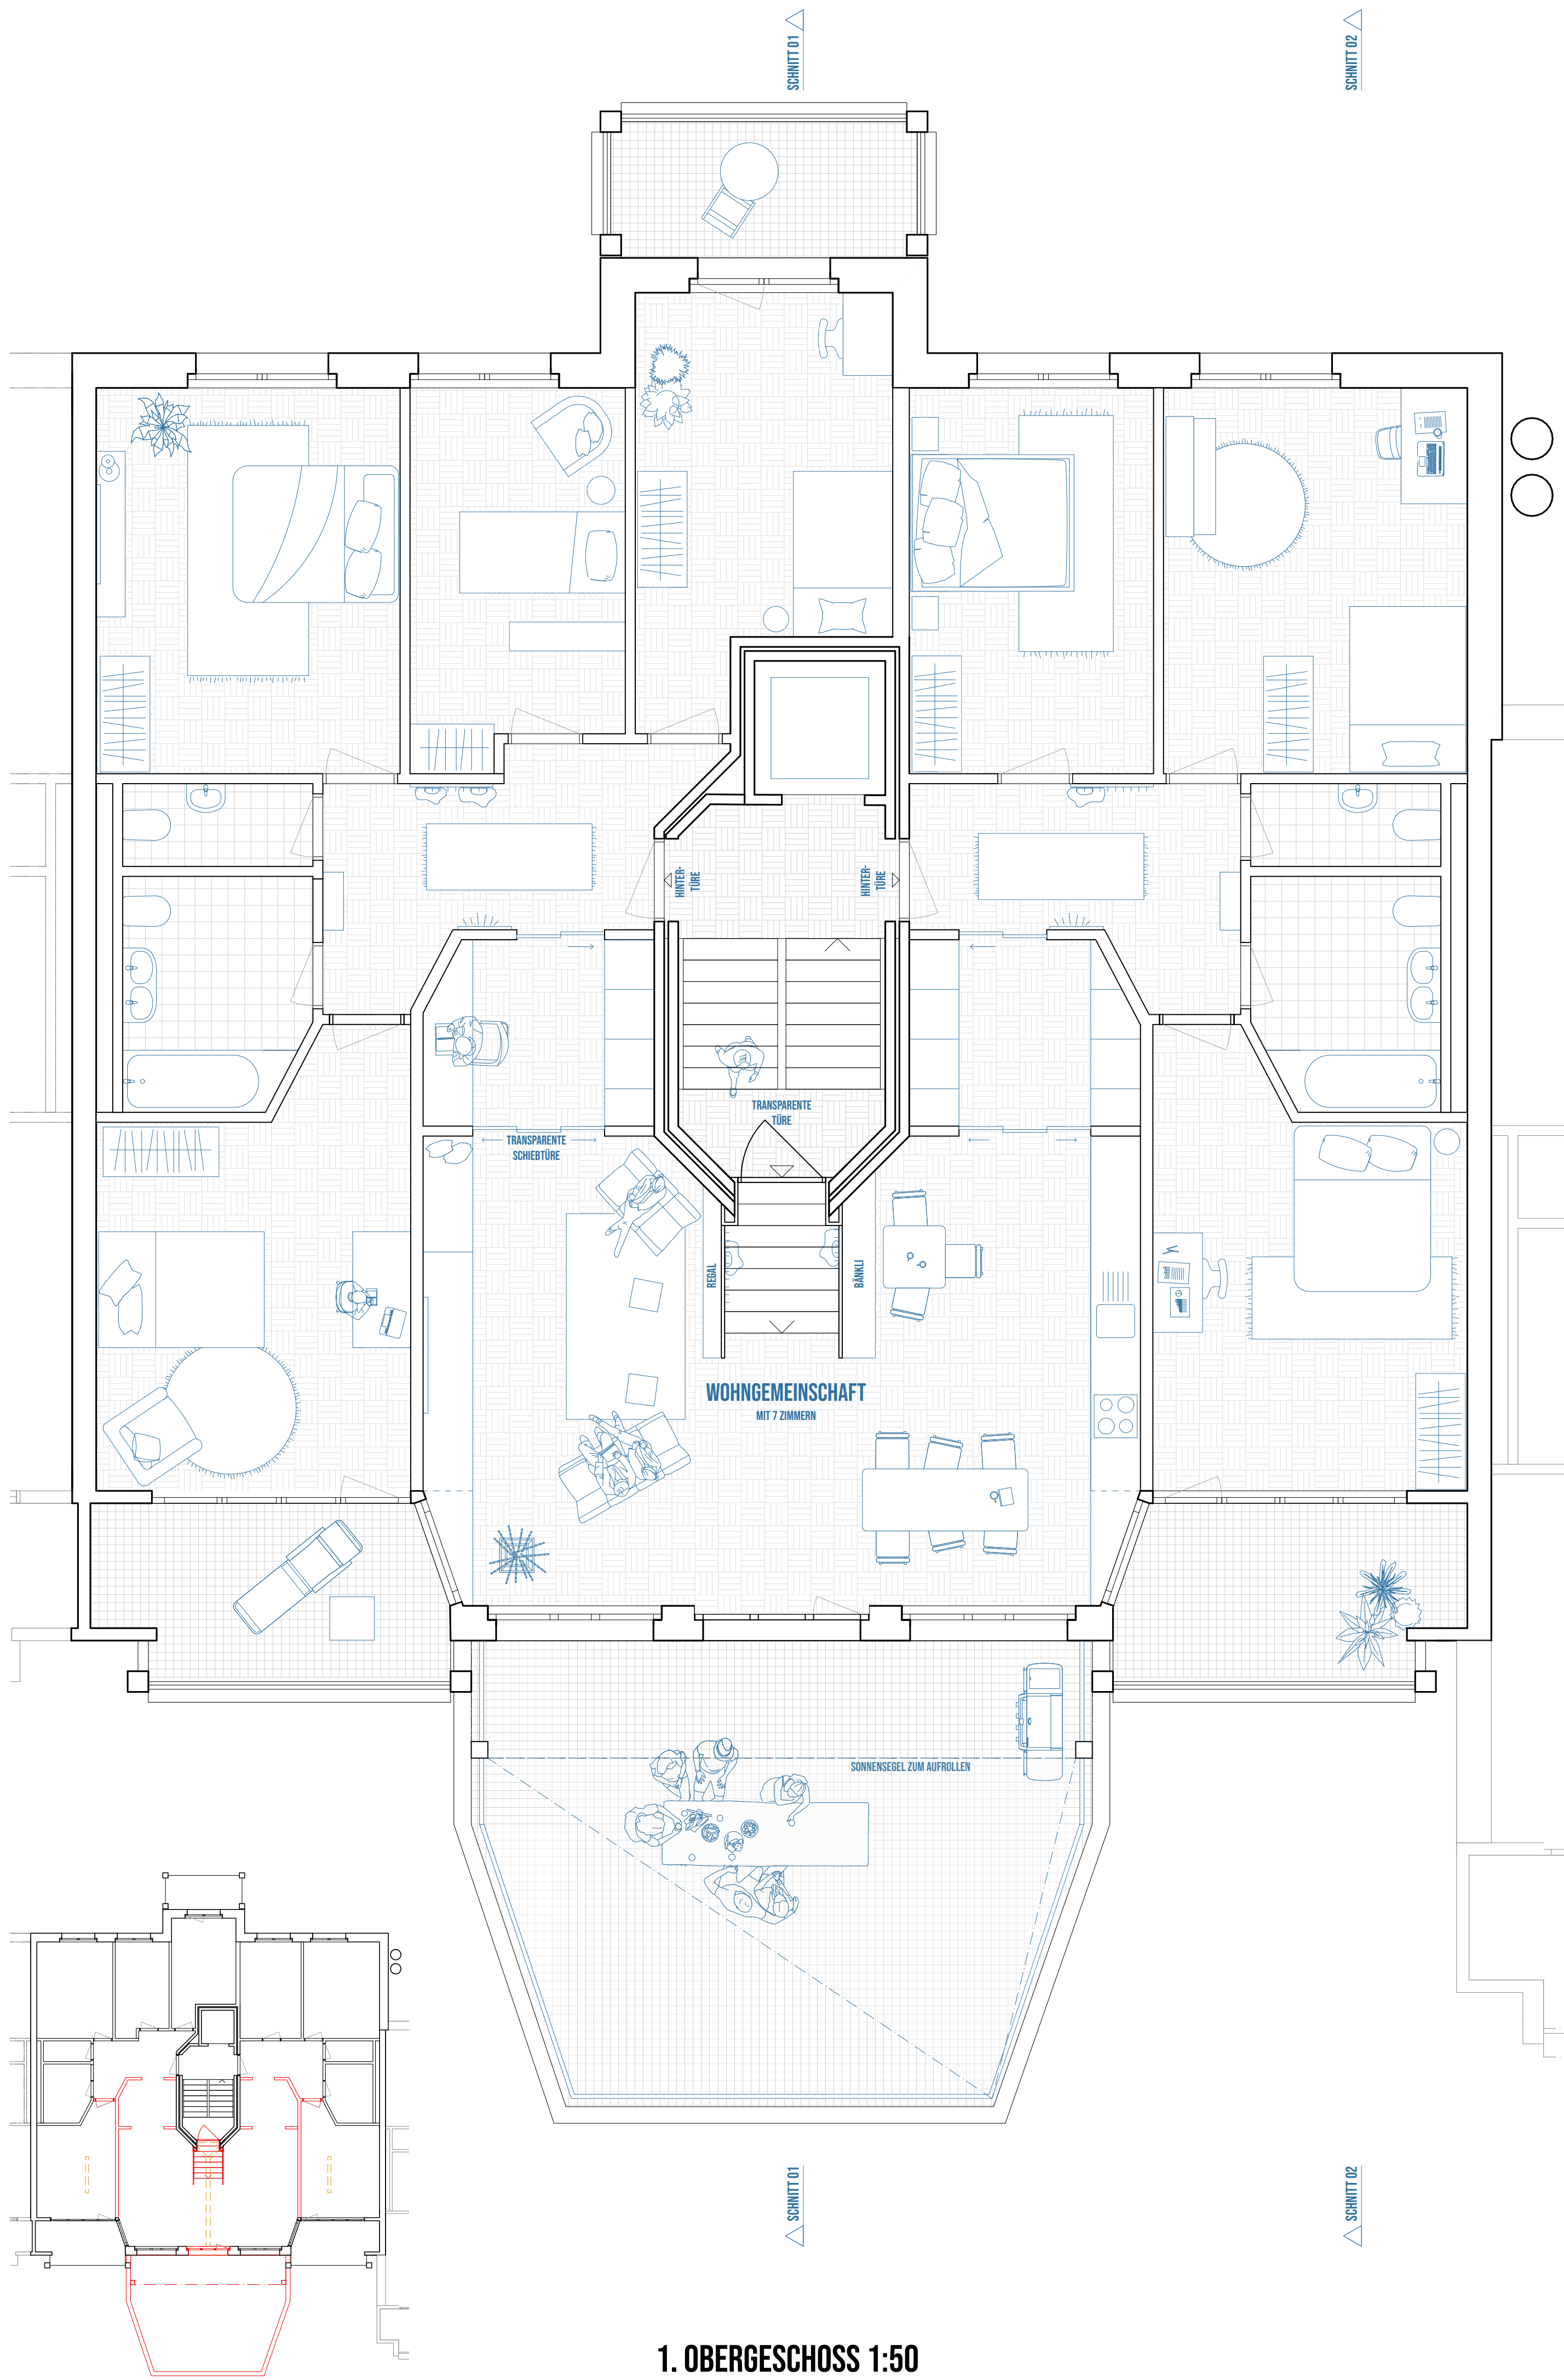 SCHNITT 01
SCHNITT 02
HINTER-
TÜRE
HINTER-
TÜRE
TRANSPARENTE
TÜRE
TRANSPARENTE
SCHIEBTÜRE
REGAL
BÄNKLI
WOHNGEMEINSCHAFT
MIT 7 ZIMMERN
SONNENSEGEL ZUM AUFROLLEN
SCHNITT 01
SCHNITT 02
1. OBERGESCHOSS 1:50